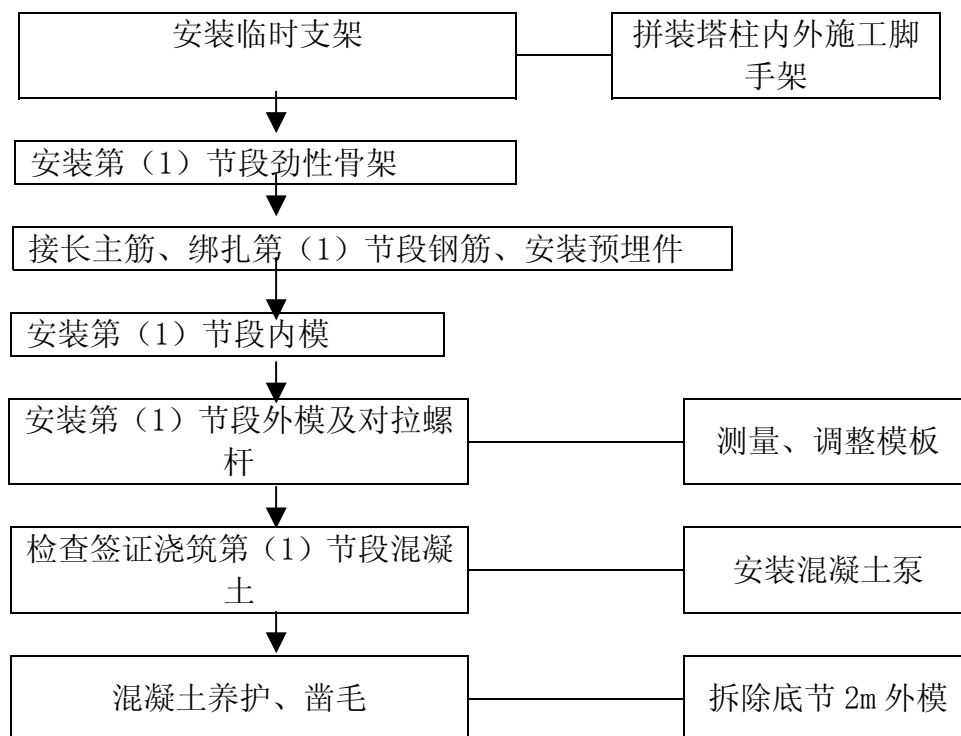 安装临时支架
拼装塔柱内外施工脚
手架
安装第（1）节段劲性骨架
接长主筋、绑扎第（1）节段钢筋、安装预埋件
安装第（1）节段内模
安装第（1）节段外模及对拉螺
杆
测量、调整模板
检查签证浇筑第（1）节段混凝
土
安装混凝土泵
混凝土养护、凿毛
拆除底节 2m 外模